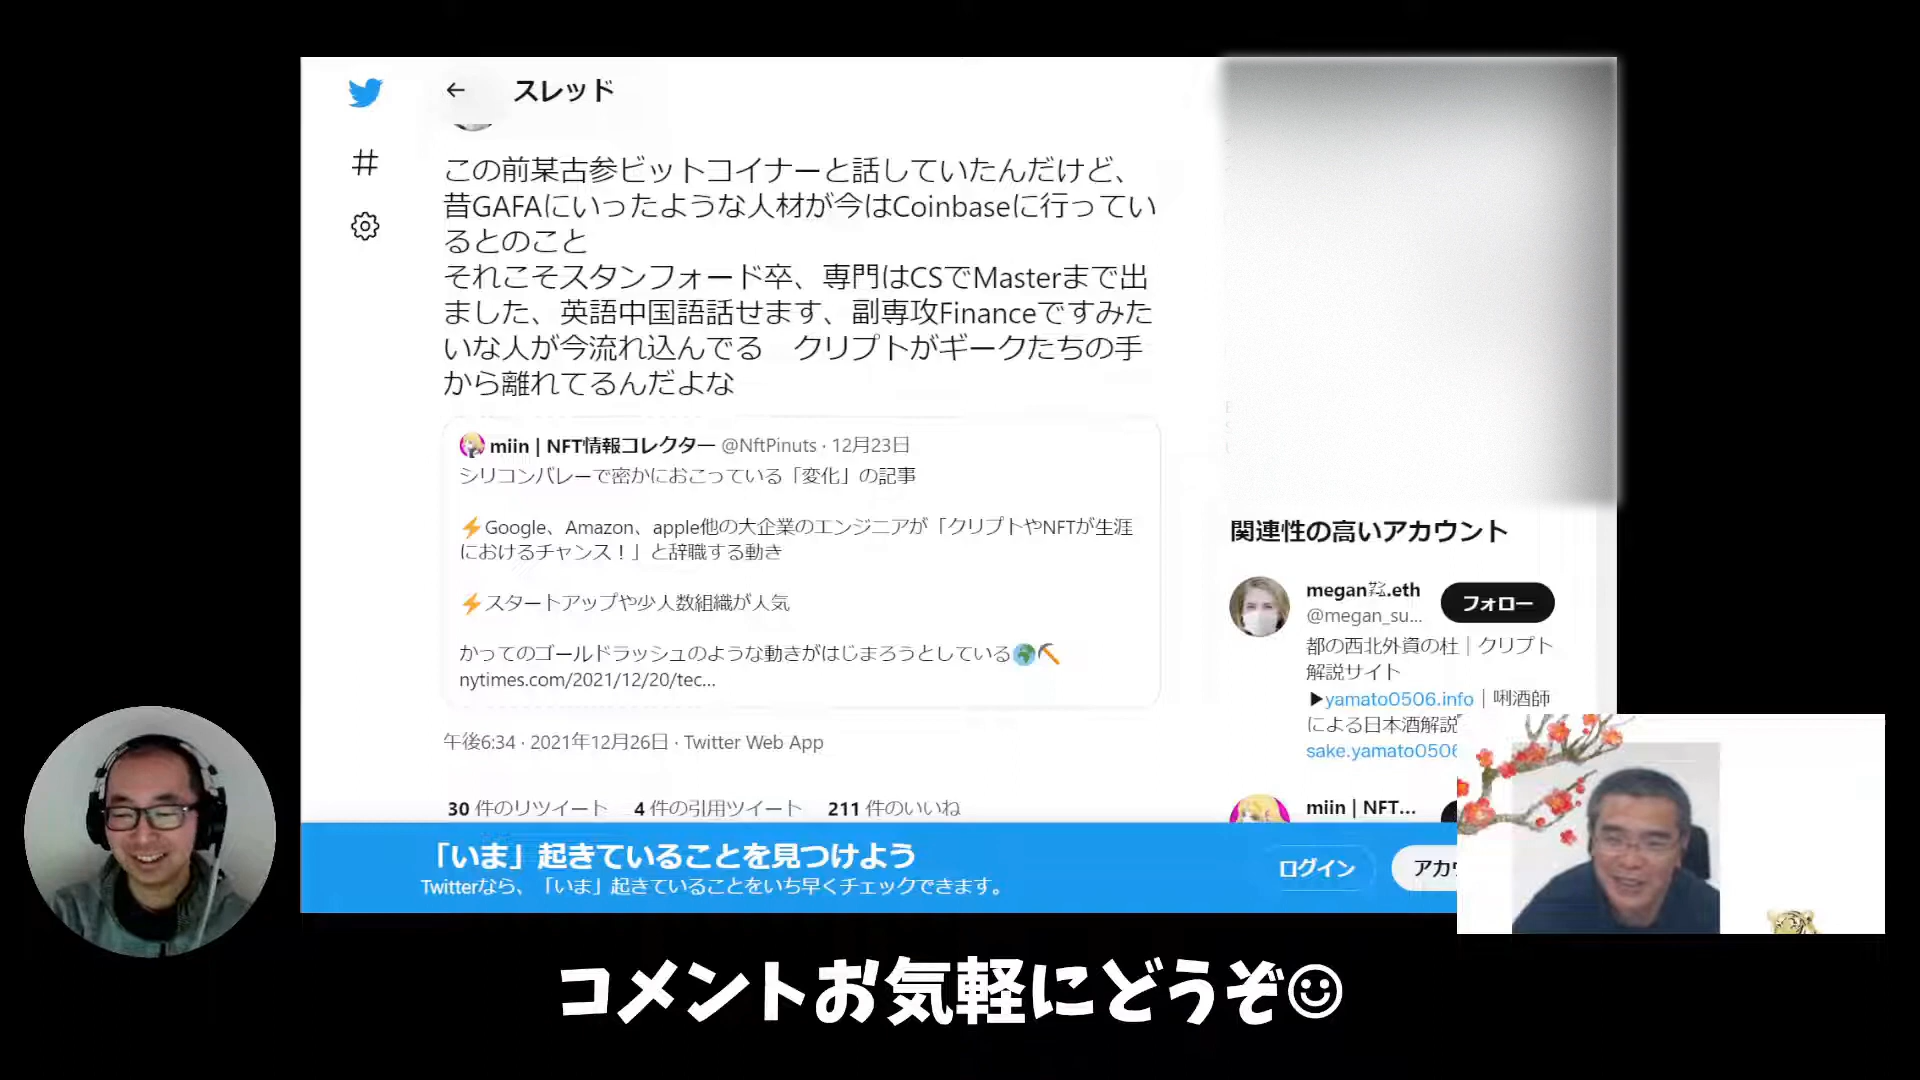 スレッド
この前某古参ビットコイナーと話していたんだけど、
昔GAFAにいったような人材が今はCoinbaseに行ってい
るとのこと
それこそスタンフォード卒、専門はCSでMasterまで出
ました、英語中国語話せます、副専攻Financeですみた
いな人が今流れ込んでる　クリプトがギークたちの手
から離れてるんだよな
miin | NFT情報コレクター @NftPinuts · 12月23日
シリコンバレーで密かにおこっている「変化」の記事
⚡Google、Amazon、apple他の大企業のエンジニアが「クリプトやNFTが生涯
におけるチャンス！」と辞職する動き
⚡スタートアップや少人数組織が人気
かってのゴールドラッシュのような動きがはじまろうとしている🌍⛏
nytimes.com/2021/12/20/tec...
午後6:34 · 2021年12月26日 · Twitter Web App
30 件のリツイート 4 件の引用ツイート 211 件のいいね
関連性の高いアカウント
megan.eth
フォロー
@megan_su...
都の西北外資の杜｜クリプト
解説サイト
▶yamato0506.info｜唎酒師
による日本酒解説
sake.yamato0506
miin | NFT...
「いま」起きていることを見つけよう
Twitterなら、「いま」起きていることをいち早くチェックできます。
ログイン
アカ
コメントお気軽にどうぞ☺